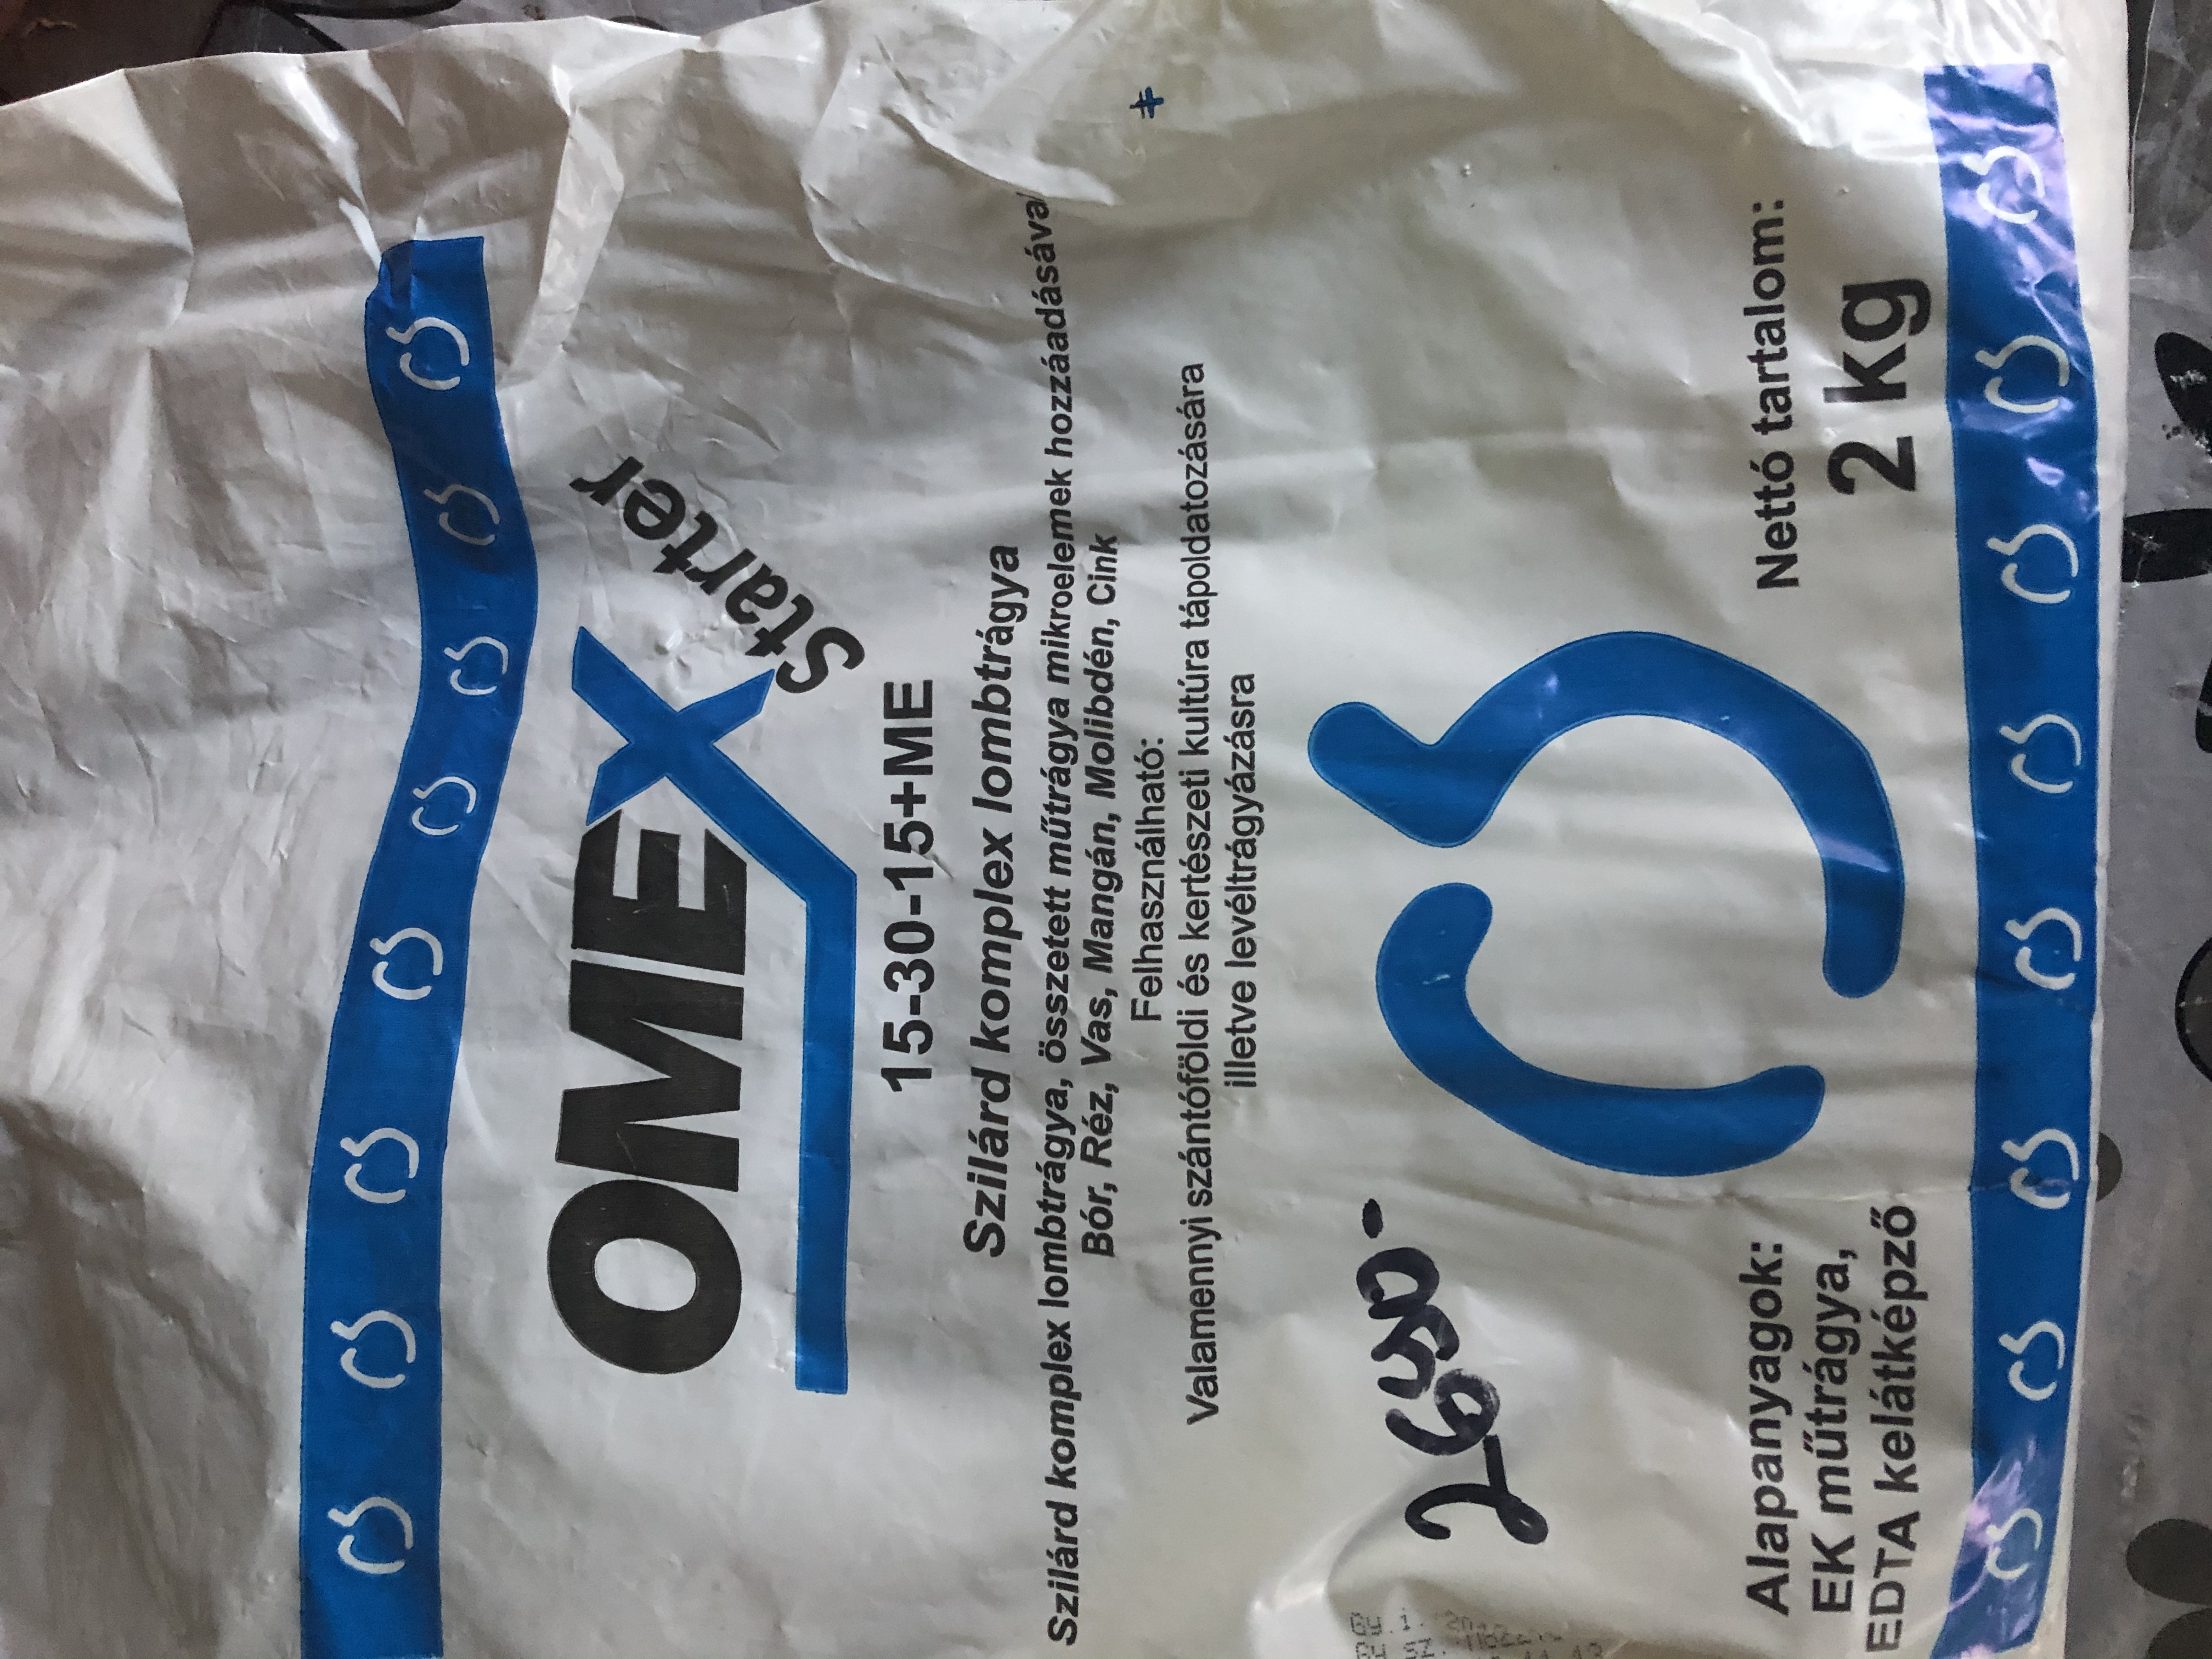 OMEX
Starter
15-30-15+ME
Szilárd komplex lombtrágya
Szilárd komplex lombtrágya, összetett műtrágya mikroelemek hozzáadásával
Bór, Réz, Vas, Mangán, Molibdén, Cink
Felhasználható:
Valamennyi szántóföldi és kertészeti kultúra tápoldatozására
illetve levéltrágyázásra
2650-
Alapanyagok:
EK műtrágya,
EDTA kelátképző
Nettó tartalom:
2 kg